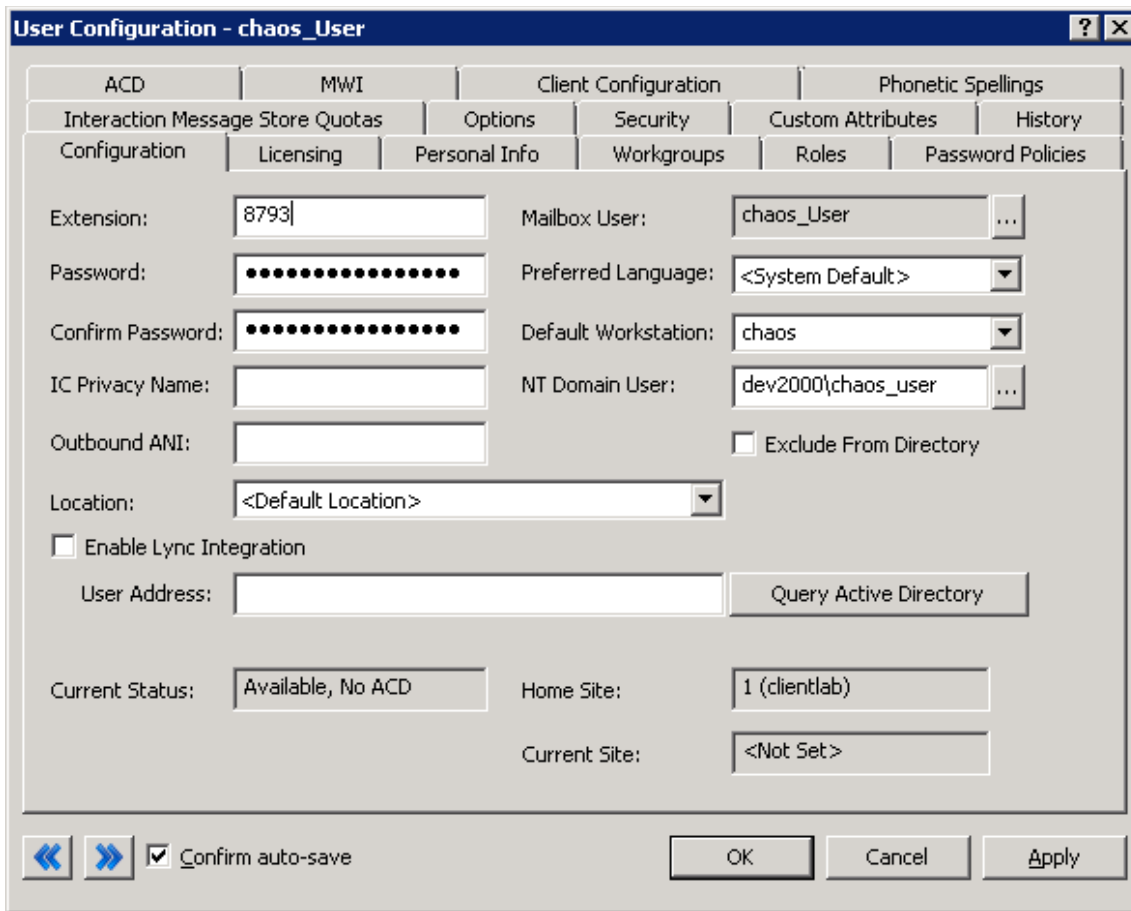 User Configuration - chaos_User
ACD MWI Client Configuration Phonetic Spellings
Interaction Message Store Quotas Options Security Custom Attributes History
Configuration Licensing Personal Info Workgroups Roles Password Policies
Extension: 8793 Mailbox User: chaos_User ...
Password: ●●●●●●●●●●●●●●●● Preferred Language: <System Default>
Confirm Password: ●●●●●●●●●●●●●●●● Default Workstation: chaos
IC Privacy Name: NT Domain User: dev2000\chaos_user ...
Outbound ANI: Exclude From Directory
Location: <Default Location>
Enable Lync Integration
User Address: Query Active Directory
Current Status: Available, No ACD Home Site: 1 (clientlab)
Current Site: <Not Set>
Confirm auto-save OK Cancel Apply